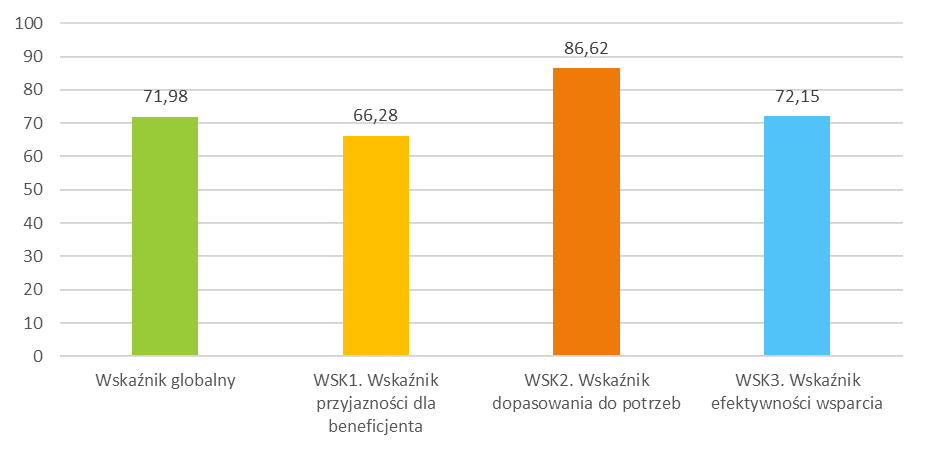 100
90
80
70
60
50
40
30
20
10
0
71,98
66,28
86,62
72,15
Wskaźnik globalny
WSK1. Wskaźnik
przyjazności dla
beneficjenta
WSK2. Wskaźnik
dopasowania do potrzeb
WSK3. Wskaźnik
efektywności wsparcia